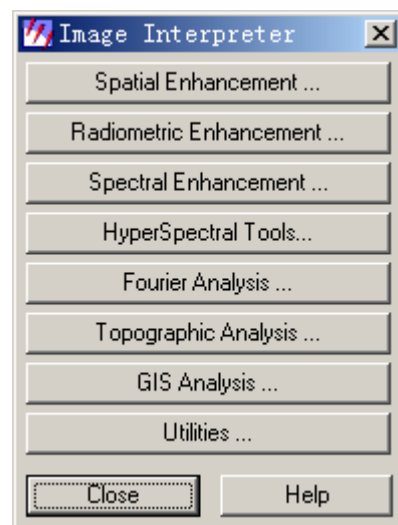 Image Interpreter
Spatial Enhancement ...
Radiometric Enhancement ...
Spectral Enhancement ...
HyperSpectral Tools...
Fourier Analysis ...
Topographic Analysis ...
GIS Analysis ...
Utilities ...
Close Help